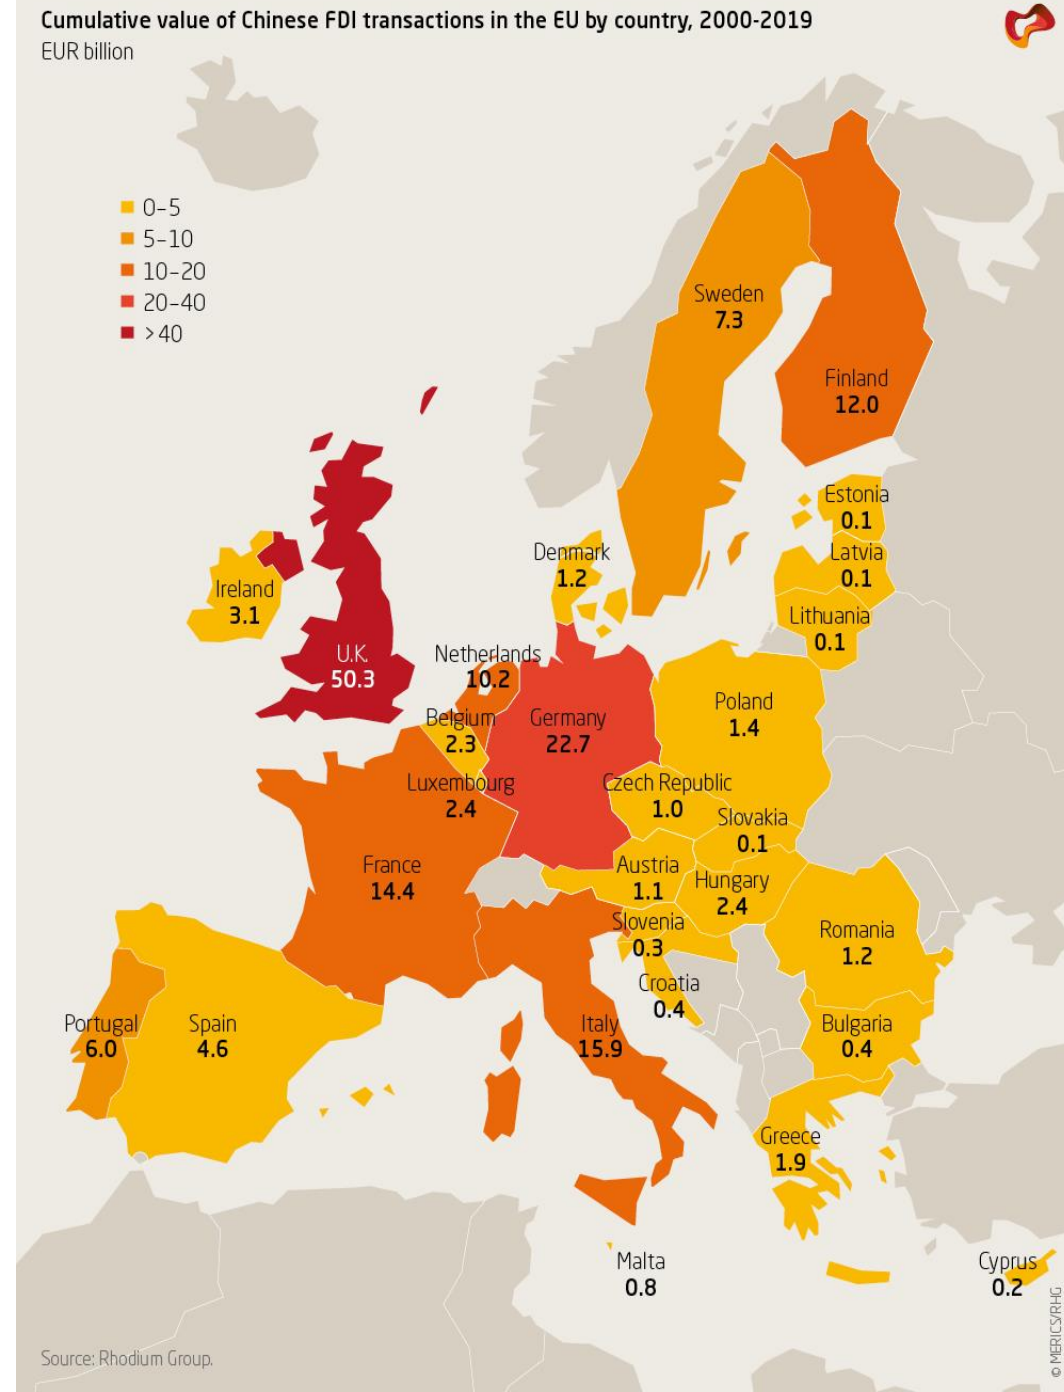 Cumulative value of Chinese FDI transactions in the EU by country, 2000-2019
EUR billion
0–5
5–10
10–20
20–40
>40
Sweden
7.3
Finland
12.0
Estonia
0.1
Latvia
0.1
Lithuania
0.1
Denmark
1.2
Ireland
3.1
U.K.
50.3
Netherlands
10.2
Belgium
2.3
Germany
22.7
Poland
1.4
Luxembourg
2.4
Czech Republic
1.0
Slovakia
0.1
France
14.4
Austria
1.1
Hungary
2.4
Slovenia
0.3
Romania
1.2
Croatia
0.4
Portugal
6.0
Spain
4.6
Italy
15.9
Bulgaria
0.4
Greece
1.9
Malta
0.8
Cyprus
0.2
Source: Rhodium Group.
© MERICS/RHG